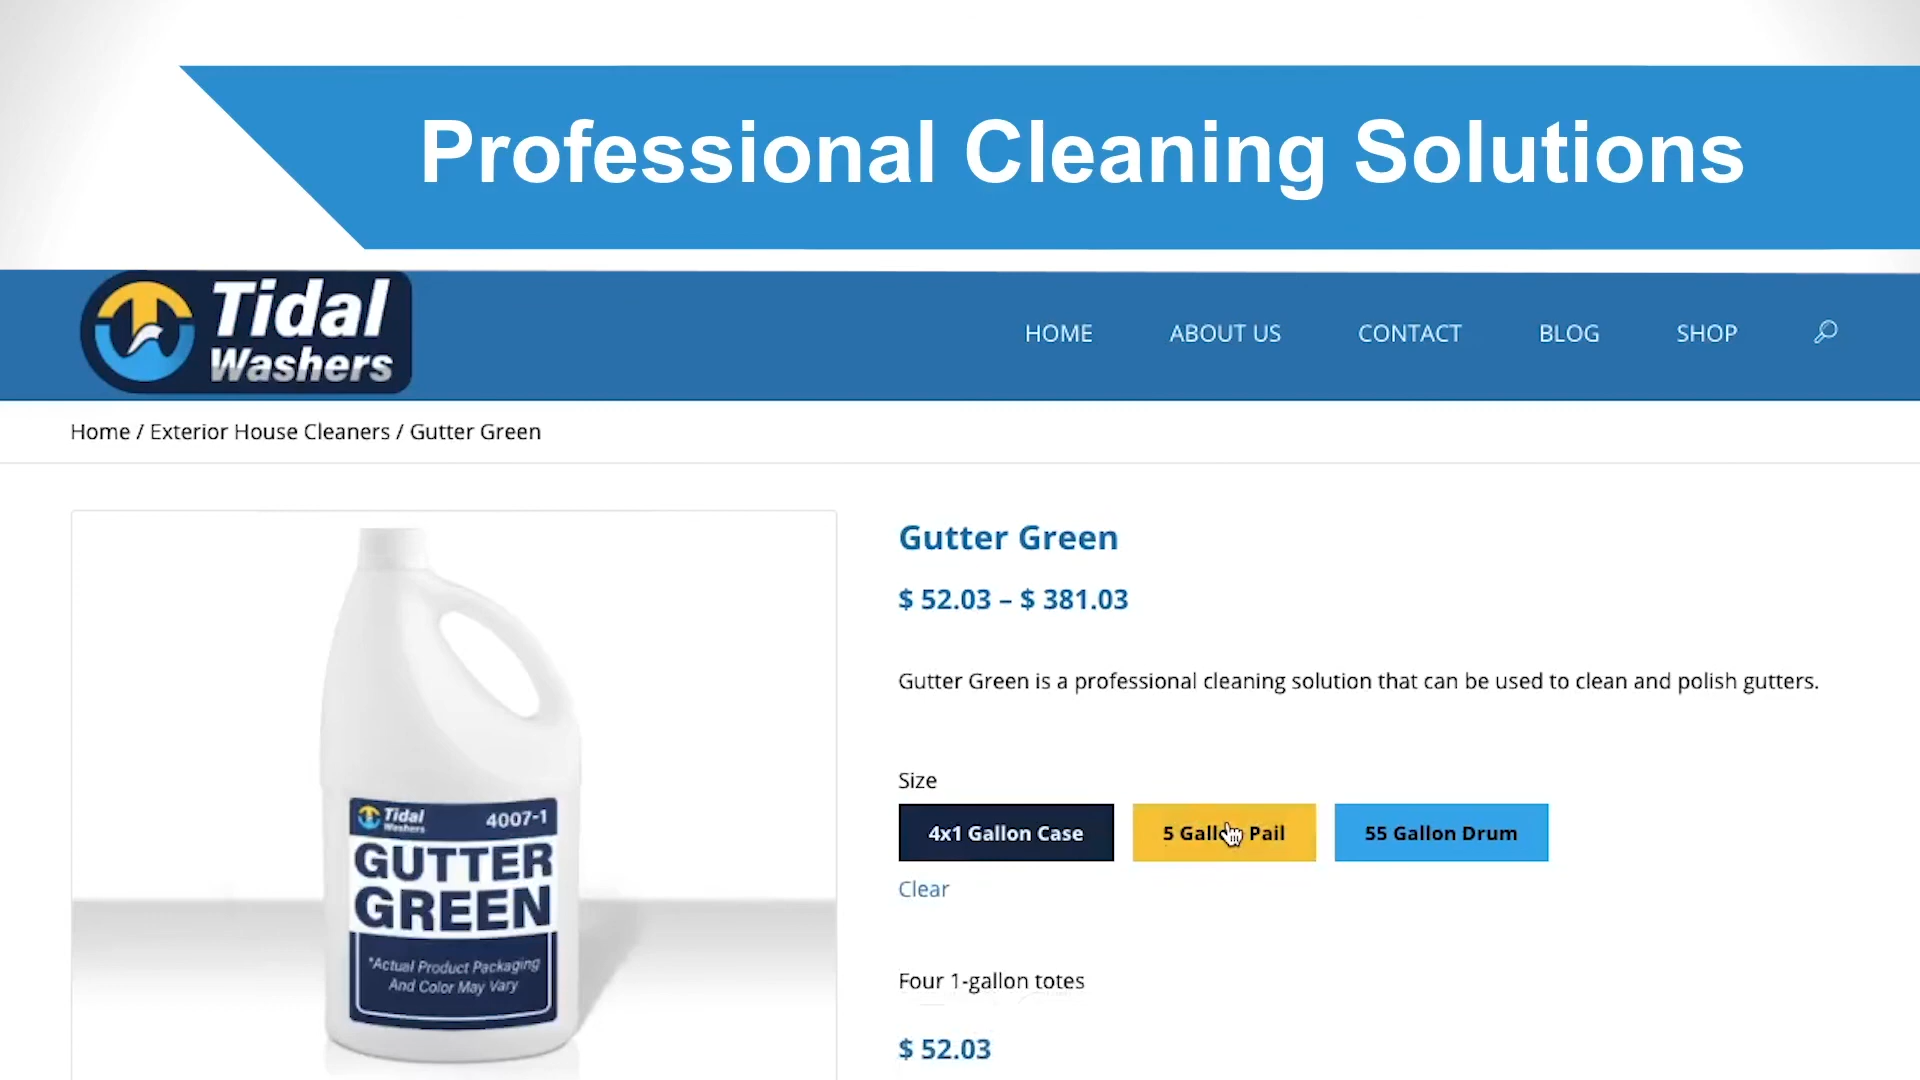 Professional Cleaning Solutions
Tidal
Washers
HOME ABOUT US CONTACT BLOG SHOP
Home / Exterior House Cleaners / Gutter Green
Gutter Green
$ 52.03 – $ 381.03
Gutter Green is a professional cleaning solution that can be used to clean and polish gutters.
Size
4x1 Gallon Case 5 Gallon Pail 55 Gallon Drum
Clear
Four 1-gallon totes
$ 52.03
Tidal
Washers
4007-1
GUTTER
GREEN
*Actual Product Packaging
And Color May Vary